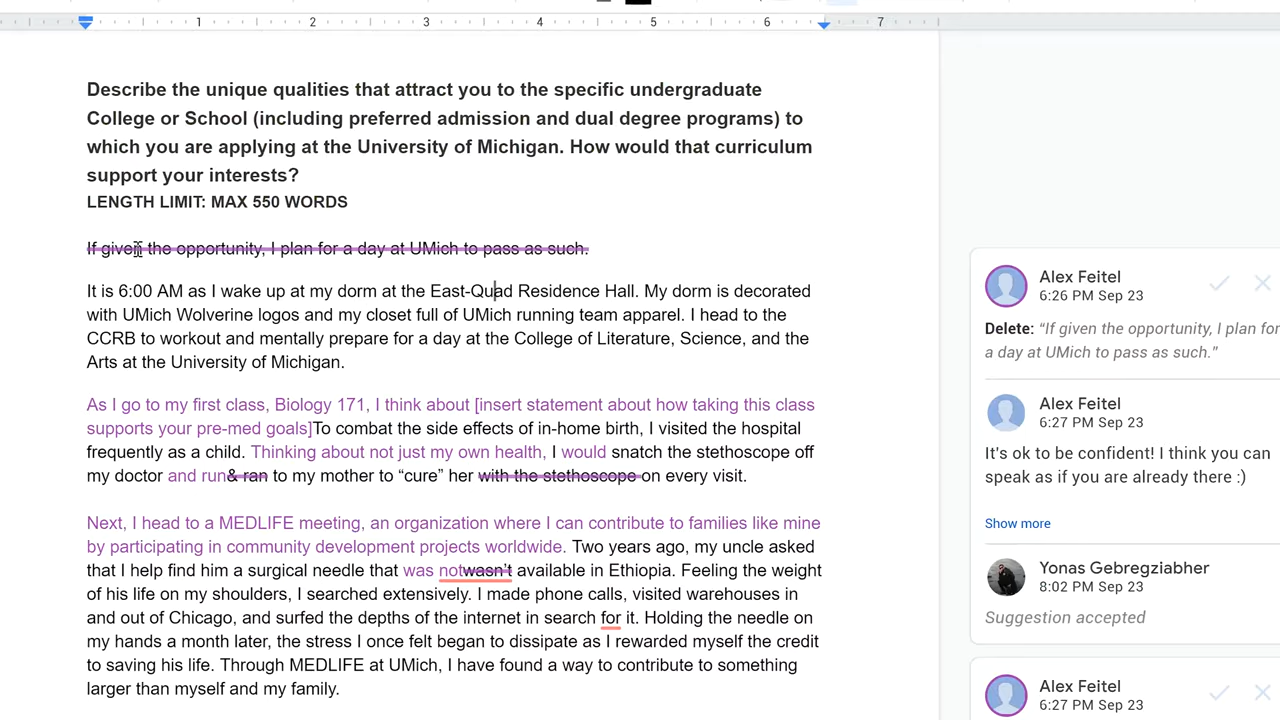 1 2 3 4 5 6 7
Describe the unique qualities that attract you to the specific undergraduate
College or School (including preferred admission and dual degree programs) to
which you are applying at the University of Michigan. How would that curriculum
support your interests?
LENGTH LIMIT: MAX 550 WORDS
If given the opportunity, I plan for a day at UMich to pass as such.
It is 6:00 AM as I wake up at my dorm at the East-Quad Residence Hall. My dorm is decorated
with UMich Wolverine logos and my closet full of UMich running team apparel. I head to the
CCRB to workout and mentally prepare for a day at the College of Literature, Science, and the
Arts at the University of Michigan.
As I go to my first class, Biology 171, I think about [insert statement about how taking this class
supports your pre-med goals]To combat the side effects of in-home birth, I visited the hospital
frequently as a child. Thinking about not just my own health, I would snatch the stethoscope off
my doctor and run& ran to my mother to “cure” her with the stethoscope on every visit.
Next, I head to a MEDLIFE meeting, an organization where I can contribute to families like mine
by participating in community development projects worldwide. Two years ago, my uncle asked
that I help find him a surgical needle that was notwasn’t available in Ethiopia. Feeling the weight
of his life on my shoulders, I searched extensively. I made phone calls, visited warehouses in
and out of Chicago, and surfed the depths of the internet in search for it. Holding the needle on
my hands a month later, the stress I once felt began to dissipate as I rewarded myself the credit
to saving his life. Through MEDLIFE at UMich, I have found a way to contribute to something
larger than myself and my family.
Alex Feitel
6:26 PM Sep 23
Delete: “If given the opportunity, I plan for
a day at UMich to pass as such.”
Alex Feitel
6:27 PM Sep 23
It's ok to be confident! I think you can
speak as if you are already there :)
Show more
Yonas Gebregziabher
8:02 PM Sep 23
Suggestion accepted
Alex Feitel
6:27 PM Sep 23